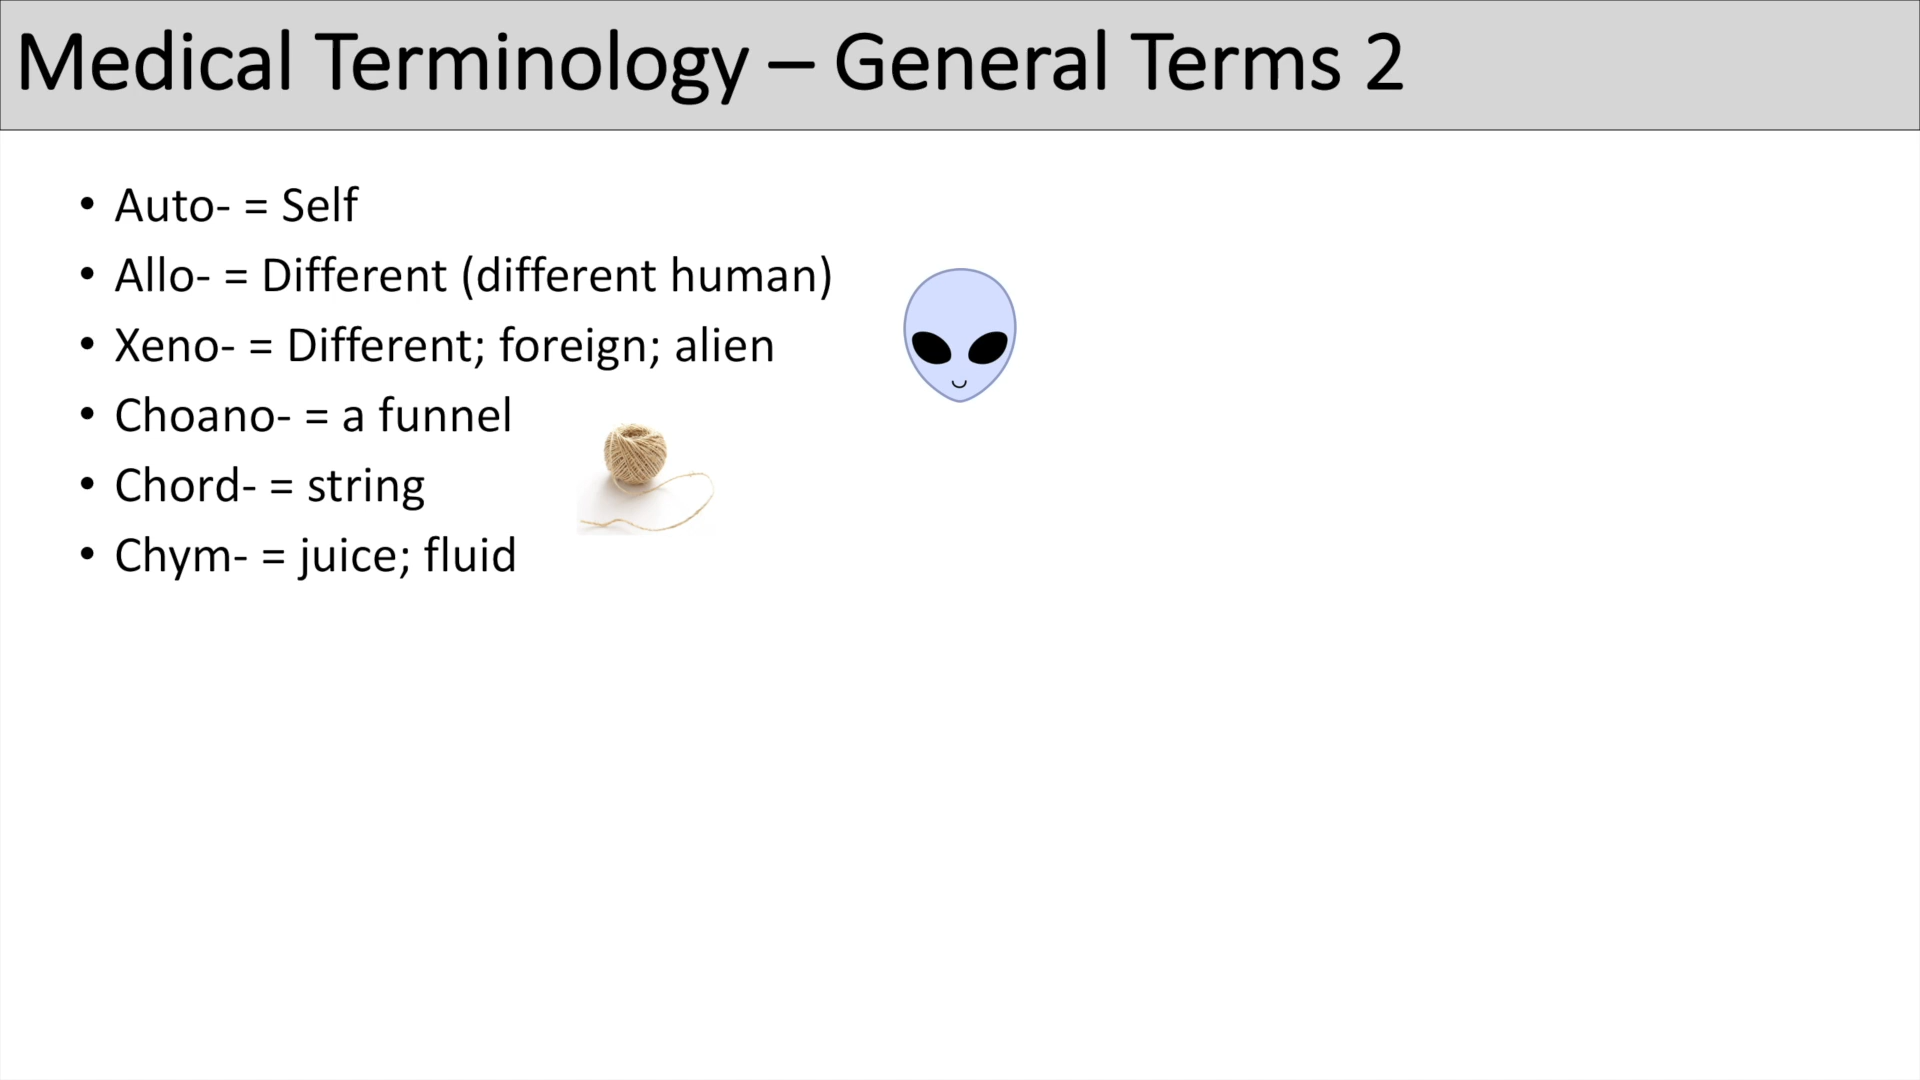 Medical Terminology – General Terms 2
• Auto- = Self
• Allo- = Different (different human)
• Xeno- = Different; foreign; alien
• Choano- = a funnel
• Chord- = string
• Chym- = juice; fluid